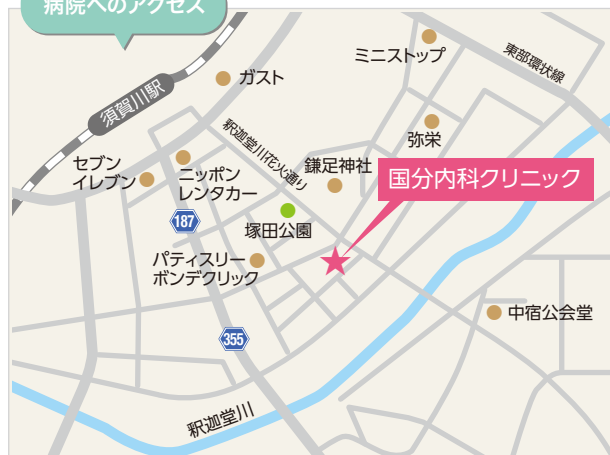 病院へのアクセス
ミニストップ
東部環状線
ガスト
須賀川駅
釈迦堂川花火通り
弥栄
セブン
イレブン
ニッポン
レンタカー
鎌足神社
国分内科クリニック
187
塚田公園
パティスリー
ボンデクリック
中宿公会堂
355
釈迦堂川